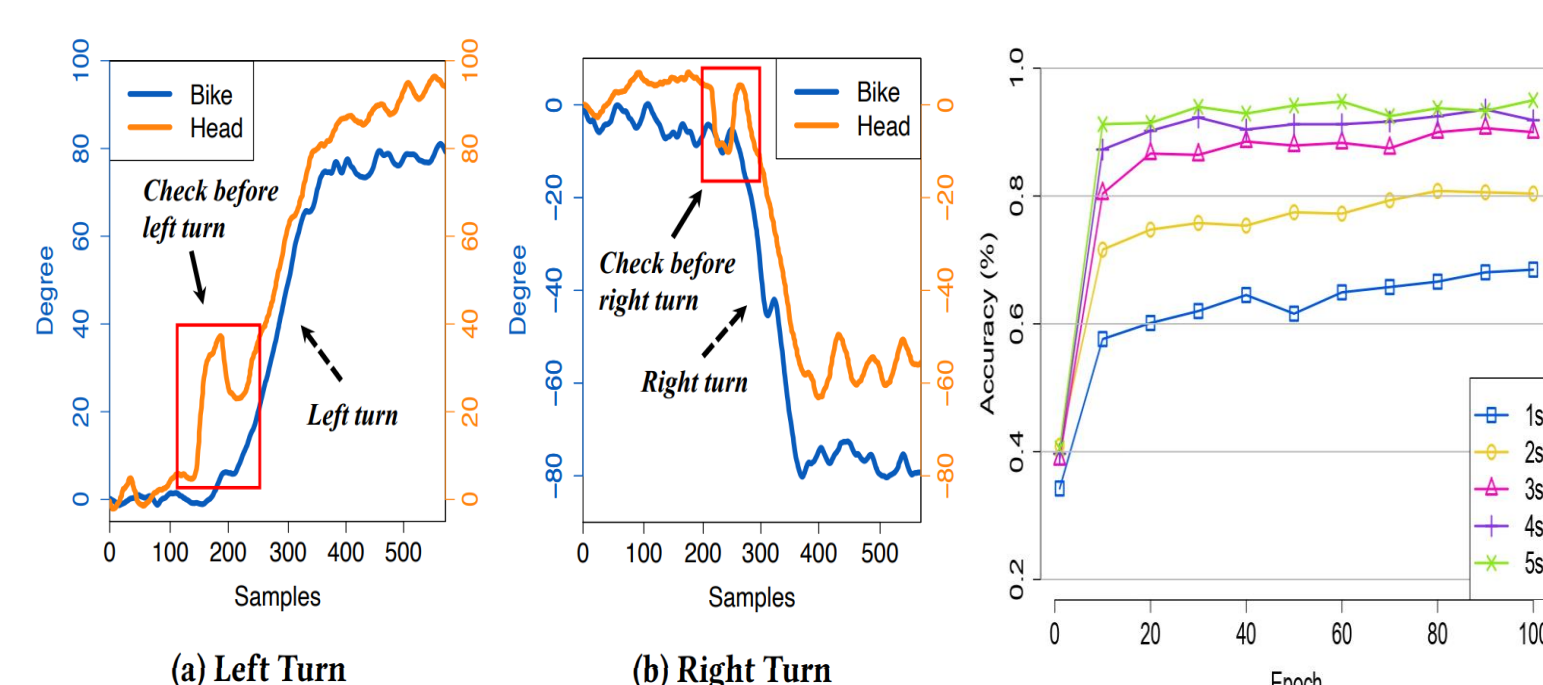 100
80
60
40
20
0
Degree
Bike
Head
Check before
left turn
Left turn
100
80
60
40
20
0
0 100 200 300 400 500
Samples
(a) Left Turn
0
−20
−40
−60
−80
Degree
Bike
Head
Check before
right turn
Right turn
0
−20
−40
−60
−80
0 100 200 300 400 500
Samples
(b) Right Turn
1.0
0.8
0.6
0.4
0.2
Accuracy (%)
1s
2s
3s
4s
5s
0 20 40 60 80 100
Epoch